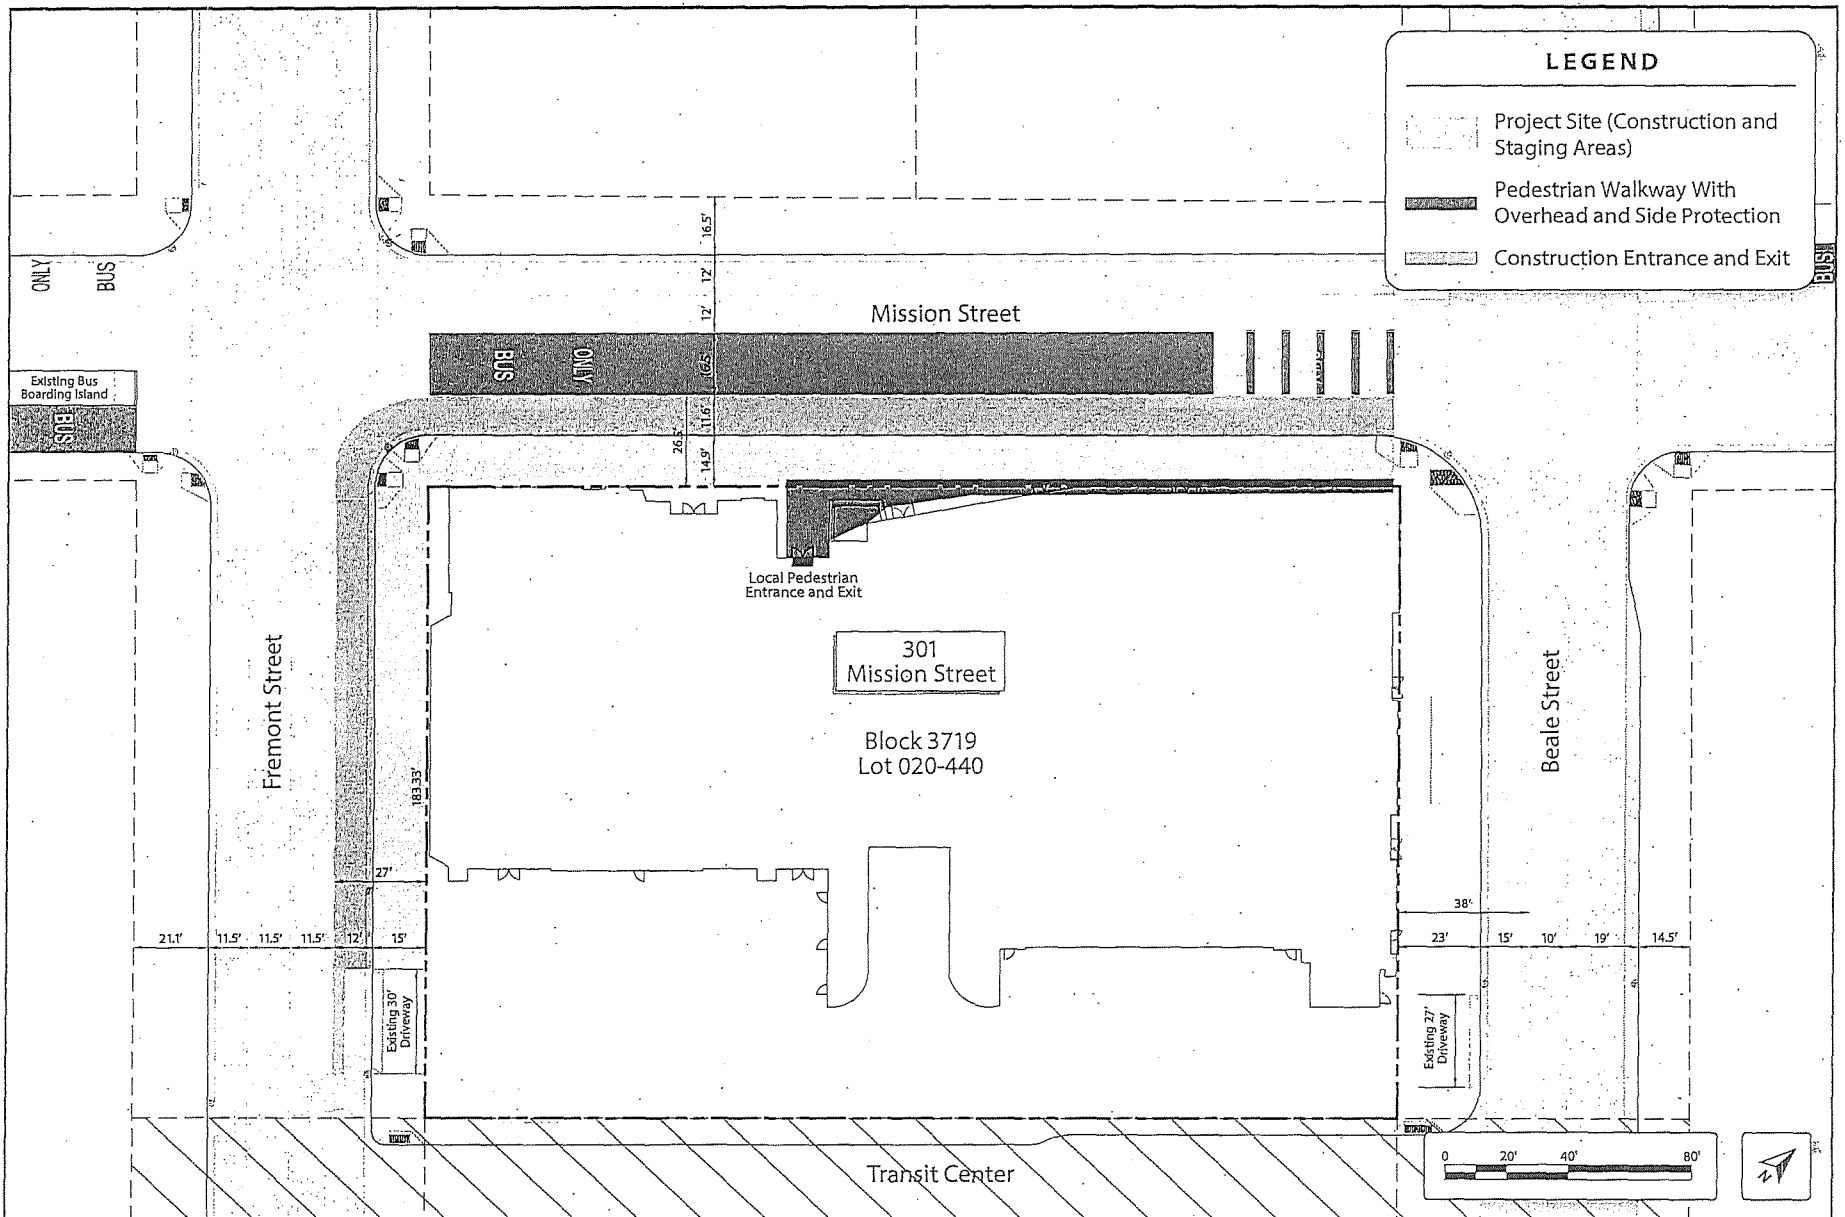 LEGEND
Project Site (Construction and
Staging Areas)
Pedestrian Walkway With
Overhead and Side Protection
Construction Entrance and Exit
BUS
ONLY
BUS
16.5'
12'
12'
Mission Street
BUS
ONLY
16.5'
Existing Bus
Boarding Island
BUS
11.6'
26.5'
14.9'
Local Pedestrian
Entrance and Exit
301
Mission Street
Block 3719
Lot 020-440
Fremont Street
Beale Street
183.33'
27'
38'
21.1'
11.5'
11.5'
11.5'
12'
15'
23'
15'
10'
19'
14.5'
Existing 30'
Driveway
Existing 27'
Driveway
Transit Center
0
20'
40'
80'
N